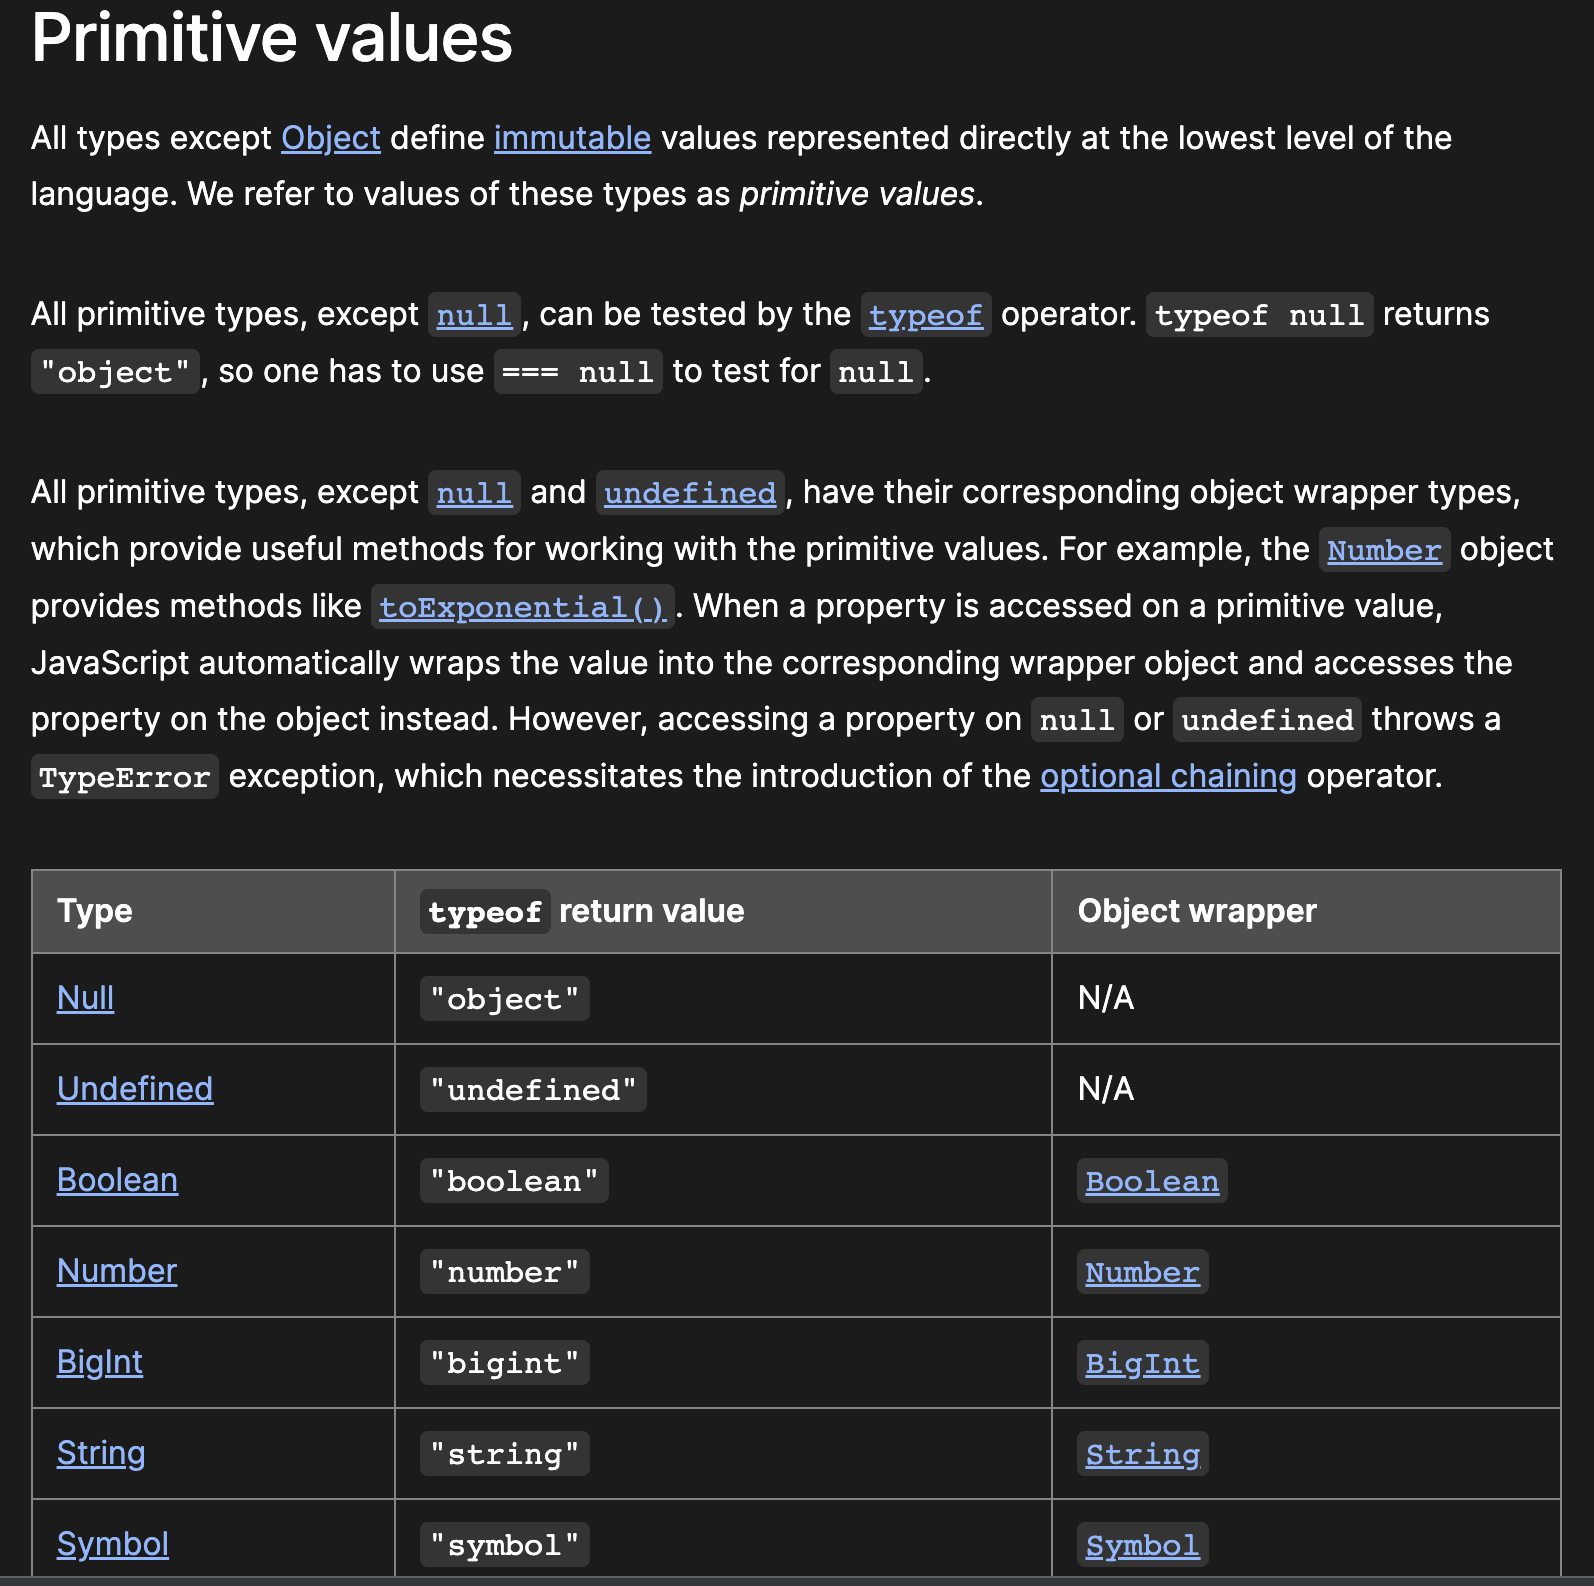 Primitive values
All types except Object define immutable values represented directly at the lowest level of the
language. We refer to values of these types as primitive values.
All primitive types, except null, can be tested by the typeof operator. typeof null returns
"object", so one has to use === null to test for null.
All primitive types, except null and undefined, have their corresponding object wrapper types,
which provide useful methods for working with the primitive values. For example, the Number object
provides methods like toExponential(). When a property is accessed on a primitive value,
JavaScript automatically wraps the value into the corresponding wrapper object and accesses the
property on the object instead. However, accessing a property on null or undefined throws a
TypeError exception, which necessitates the introduction of the optional chaining operator.
Type typeof return value Object wrapper
Null "object" N/A
Undefined "undefined" N/A
Boolean "boolean" Boolean
Number "number" Number
BigInt "bigint" BigInt
String "string" String
Symbol "symbol" Symbol